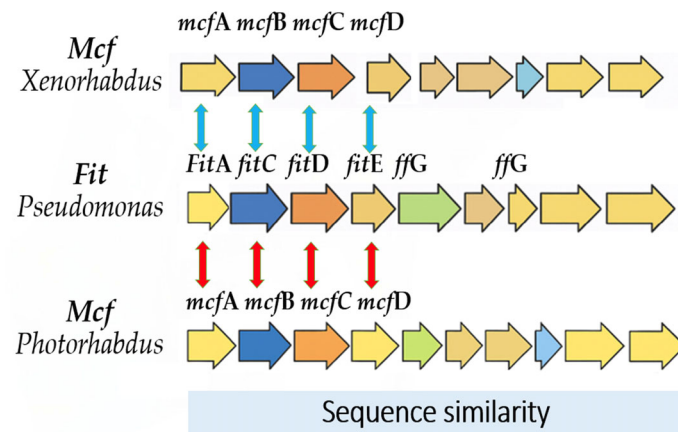 mcfA mcfB mcfC mcfD
Mcf
Xenorhabdus
FitA fitC fitD fitE ffG ffG
Fit
Pseudomonas
mcfA mcfB mcfC mcfD
Mcf
Photorhabdus
Sequence similarity